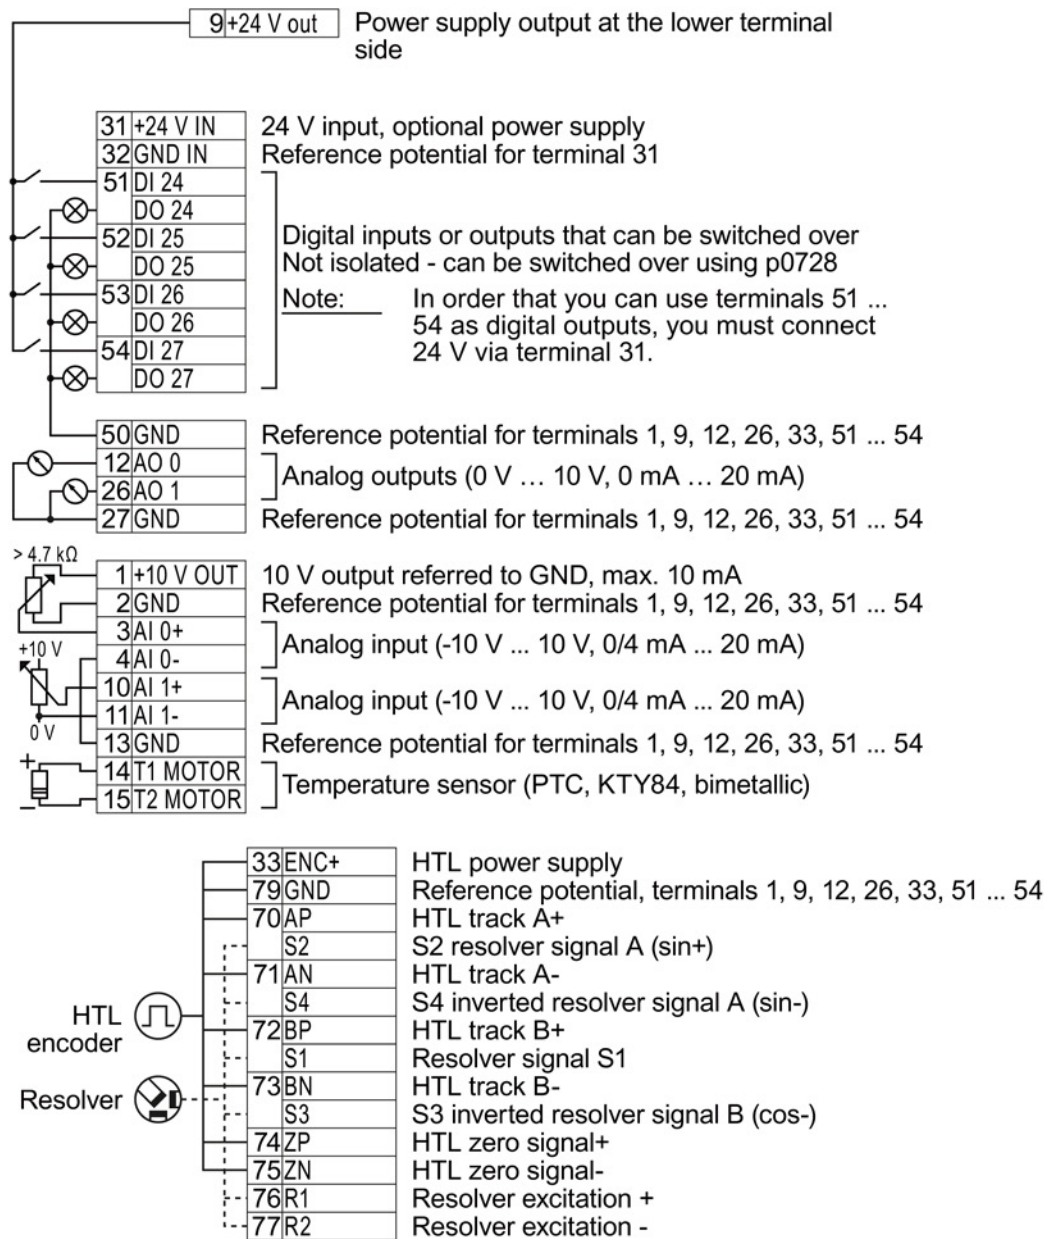 9 +24 V out Power supply output at the lower terminal
side
31 +24 V IN 24 V input, optional power supply
32 GND IN Reference potential for terminal 31
51 DI 24
DO 24
52 DI 25 Digital inputs or outputs that can be switched over
DO 25 Not isolated - can be switched over using p0728
53 DI 26 Note: In order that you can use terminals 51 ...
DO 26 54 as digital outputs, you must connect
54 DI 27 24 V via terminal 31.
DO 27
50 GND Reference potential for terminals 1, 9, 12, 26, 33, 51 ... 54
12 AO 0 Analog outputs (0 V … 10 V, 0 mA … 20 mA)
26 AO 1
27 GND Reference potential for terminals 1, 9, 12, 26, 33, 51 ... 54
> 4.7 kΩ
1 +10 V OUT 10 V output referred to GND, max. 10 mA
2 GND Reference potential for terminals 1, 9, 12, 26, 33, 51 ... 54
3 AI 0+ Analog input (-10 V ... 10 V, 0/4 mA ... 20 mA)
+10 V
4 AI 0-
10 AI 1+ Analog input (-10 V ... 10 V, 0/4 mA ... 20 mA)
11 AI 1-
0 V
13 GND Reference potential for terminals 1, 9, 12, 26, 33, 51 ... 54
+
14 T1 MOTOR Temperature sensor (PTC, KTY84, bimetallic)
–
15 T2 MOTOR
33 ENC+ HTL power supply
79 GND Reference potential, terminals 1, 9, 12, 26, 33, 51 ... 54
70 AP HTL track A+
S2 S2 resolver signal A (sin+)
71 AN HTL track A-
S4 S4 inverted resolver signal A (sin-)
HTL
encoder
72 BP HTL track B+
S1 Resolver signal S1
73 BN HTL track B-
Resolver
S3 S3 inverted resolver signal B (cos-)
74 ZP HTL zero signal+
75 ZN HTL zero signal-
76 R1 Resolver excitation +
77 R2 Resolver excitation -